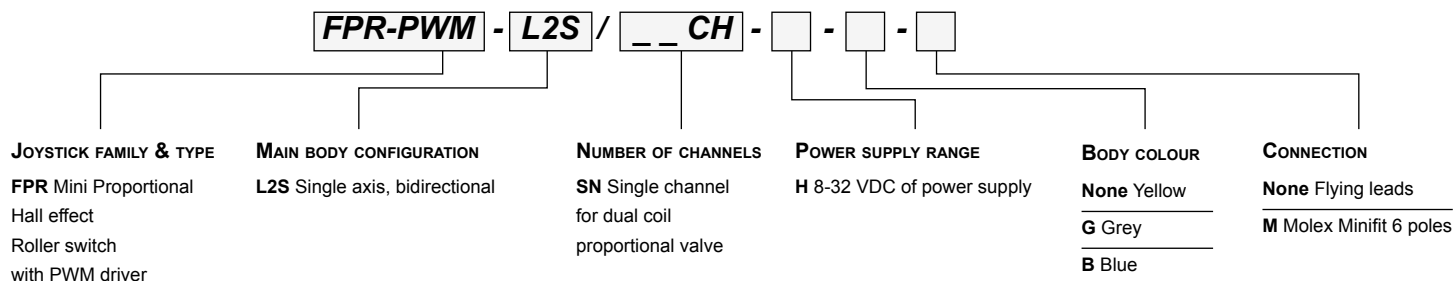 FPR-PWM - L2S / _ _ CH - - -
JOYSTICK FAMILY & TYPE
FPR Mini Proportional
Hall effect
Roller switch
with PWM driver
MAIN BODY CONFIGURATION
L2S Single axis, bidirectional
NUMBER OF CHANNELS
SN Single channel
for dual coil
proportional valve
POWER SUPPLY RANGE
H 8-32 VDC of power supply
BODY COLOUR
None Yellow
G Grey
B Blue
CONNECTION
None Flying leads
M Molex Minifit 6 poles